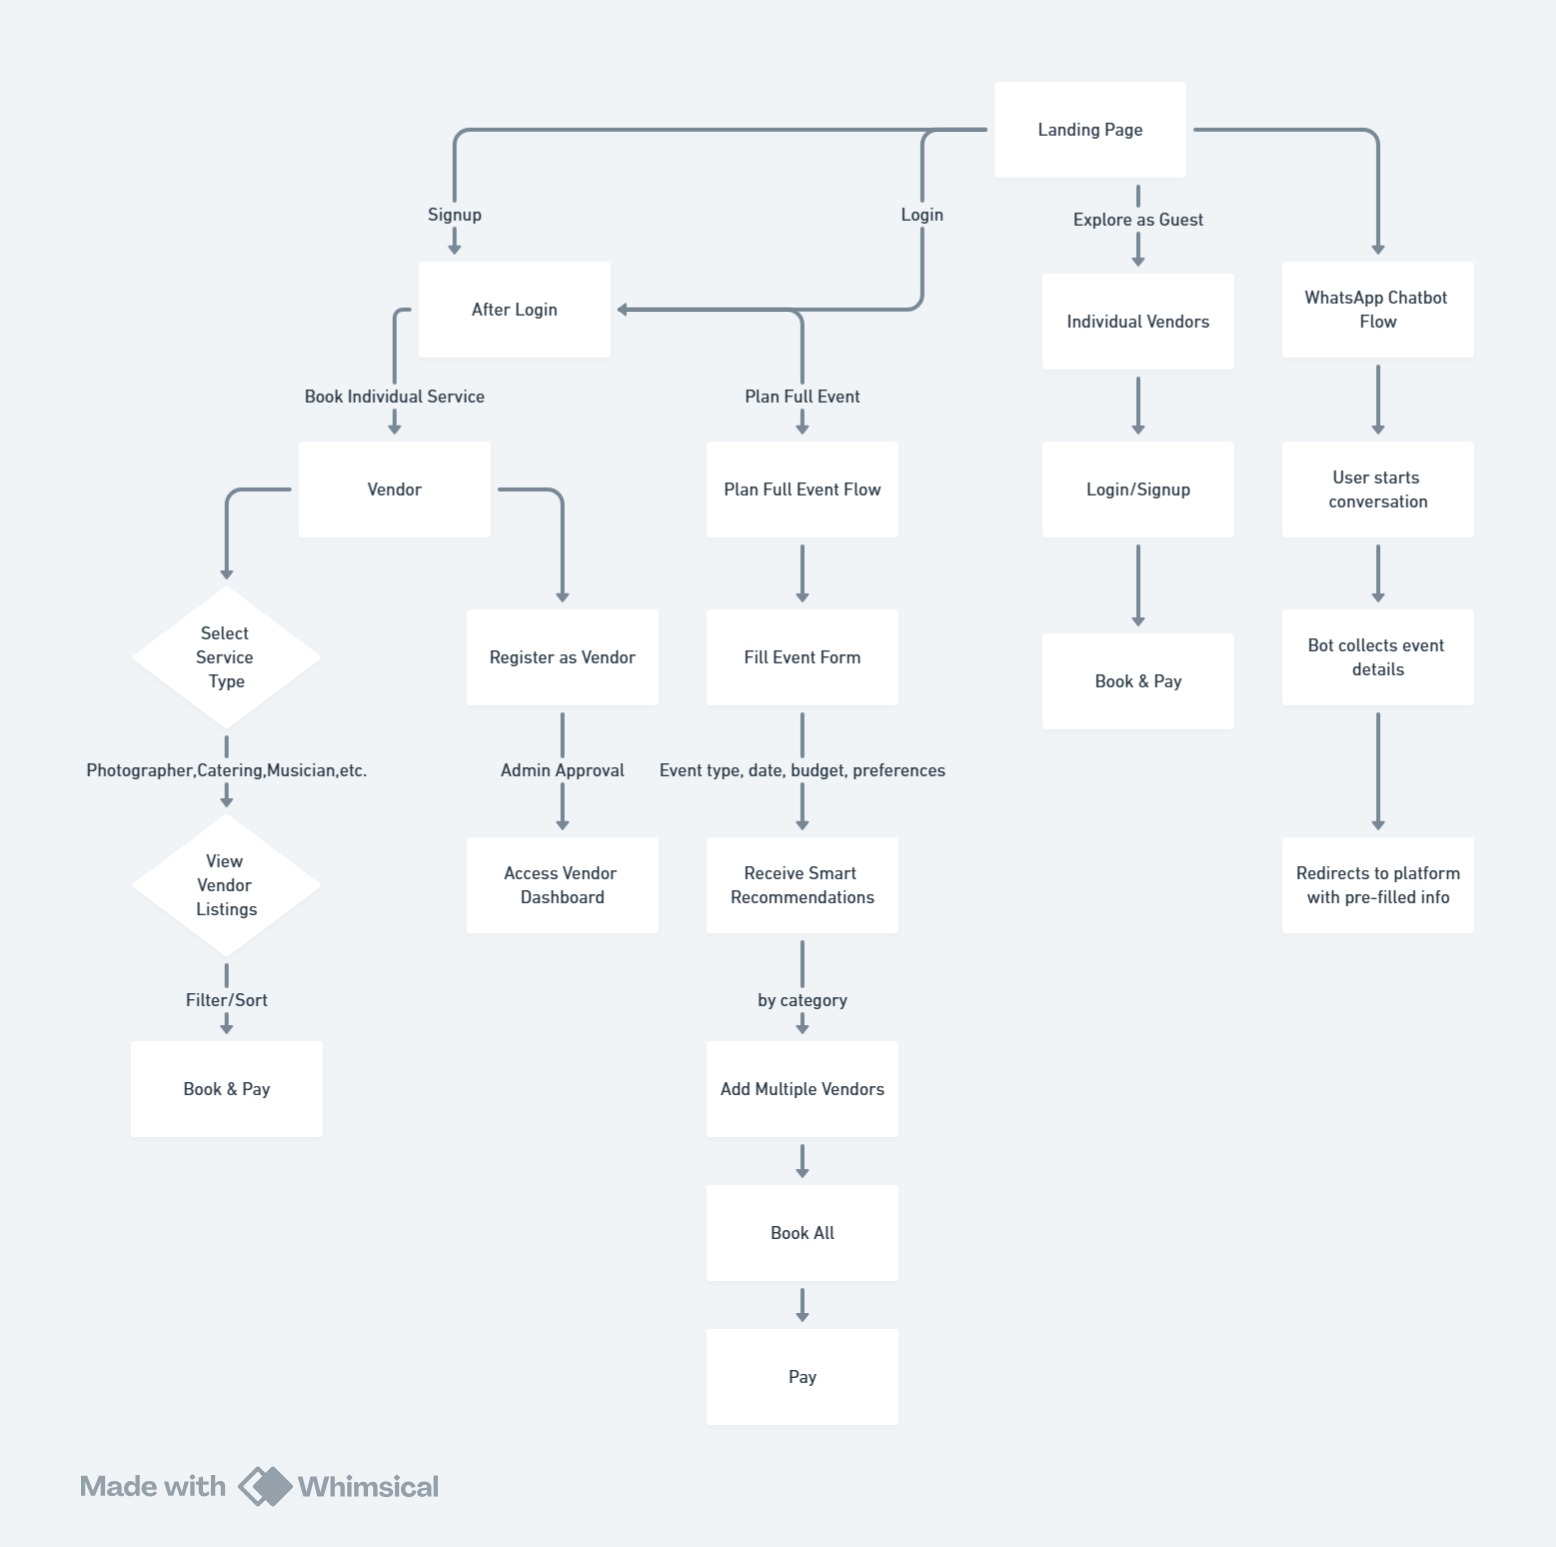 Landing Page
Signup
Login
Explore as Guest
After Login
Individual Vendors
WhatsApp Chatbot
Flow
Book Individual Service
Plan Full Event
Vendor
Plan Full Event Flow
Login/Signup
User starts
conversation
Select
Service
Type
Register as Vendor
Fill Event Form
Book & Pay
Bot collects event
details
Photographer,Catering,Musician,etc.
Admin Approval
Event type, date, budget, preferences
View
Vendor
Listings
Access Vendor
Dashboard
Receive Smart
Recommendations
Redirects to platform
with pre-filled info
Filter/Sort
by category
Book & Pay
Add Multiple Vendors
Book All
Pay
Made with Whimsical